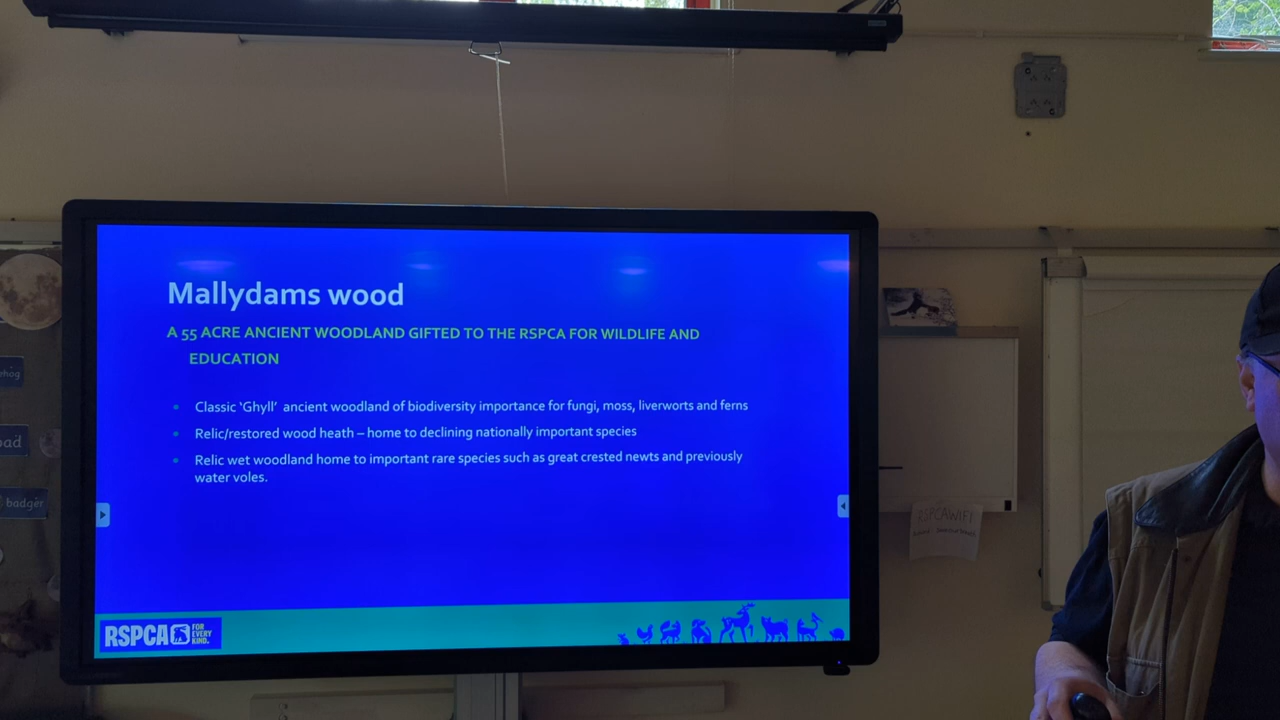 Mallydams wood
A 55 ACRE ANCIENT WOODLAND GIFTED TO THE RSPCA FOR WILDLIFE AND
EDUCATION
Classic ‘Ghyll’ ancient woodland of biodiversity importance for fungi, moss, liverworts and ferns
Relic/restored wood heath – home to declining nationally important species
Relic wet woodland home to important rare species such as great crested newts and previously
water voles.
RSPCA FOR
EVERY
KIND.
badger
RSPCAWIFI